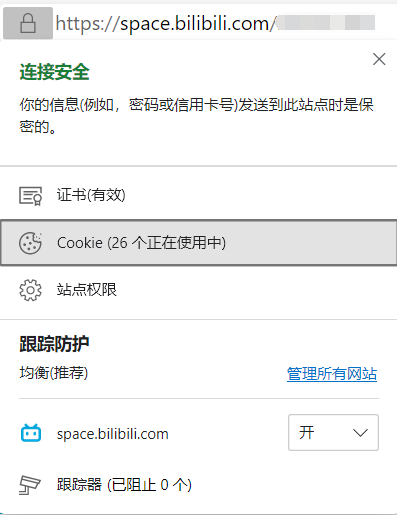 https://space.bilibili.com/
连接安全
你的信息(例如，密码或信用卡号)发送到此站点时是保
密的。
证书(有效)
Cookie (26 个正在使用中)
站点权限
跟踪防护
均衡(推荐)
管理所有网站
space.bilibili.com
开
跟踪器 (已阻止 0 个)